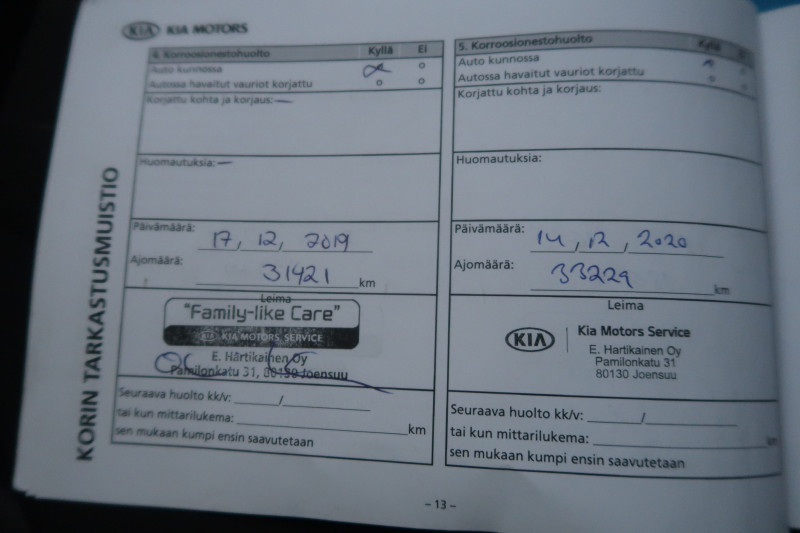 KIA KIA MOTORS
KORIN TARKASTUSMUISTIO
4. Korroosionestohuolto Kyllä Ei
Auto kunnossa
Autossa havaitut vauriot korjattu
Korjattu kohta ja korjaus: —
Huomautuksia: —
Päivämäärä: 17, 12, 2019
Ajomäärä: 31421 km
Leima
"Family-like Care"
KIA MOTORS SERVICE
E. Hartikainen Oy
Pamilonkatu 31, 80130 Joensuu
Seuraava huolto kk/v: /
tai kun mittarilukema: km
sen mukaan kumpi ensin saavutetaan
5. Korroosionestohuolto Kyllä Ei
Auto kunnossa
Autossa havaitut vauriot korjattu
Korjattu kohta ja korjaus:
Huomautuksia:
Päivämäärä: 14, 12, 2020
Ajomäärä: 33229 km
Leima
KIA Kia Motors Service
E. Hartikainen Oy
Pamilonkatu 31
80130 Joensuu
Seuraava huolto kk/v: /
tai kun mittarilukema: km
sen mukaan kumpi ensin saavutetaan
– 13 –